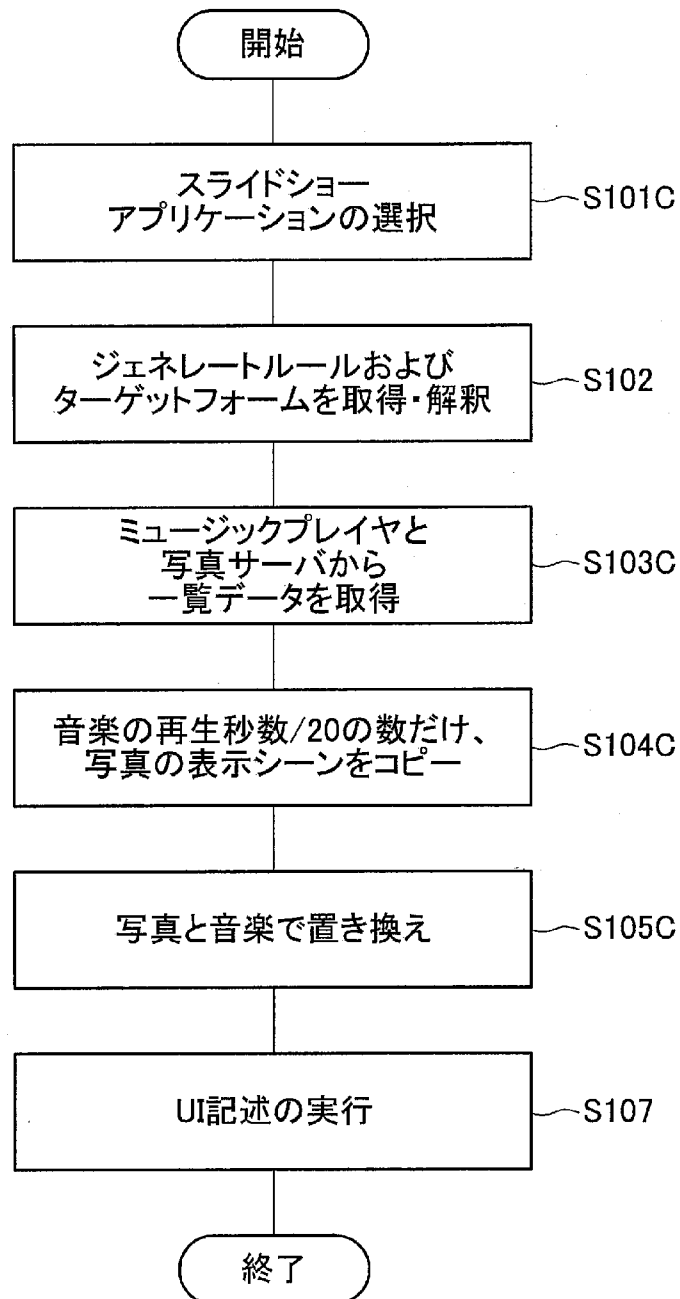 開始
スライドショー
アプリケーションの選択
S101C
ジェネレートルールおよび
ターゲットフォームを取得・解釈
S102
ミュージックプレイヤと
写真サーバから
一覧データを取得
S103C
音楽の再生秒数/20の数だけ、
写真の表示シーンをコピー
S104C
写真と音楽で置き換え
S105C
UI記述の実行
S107
終了